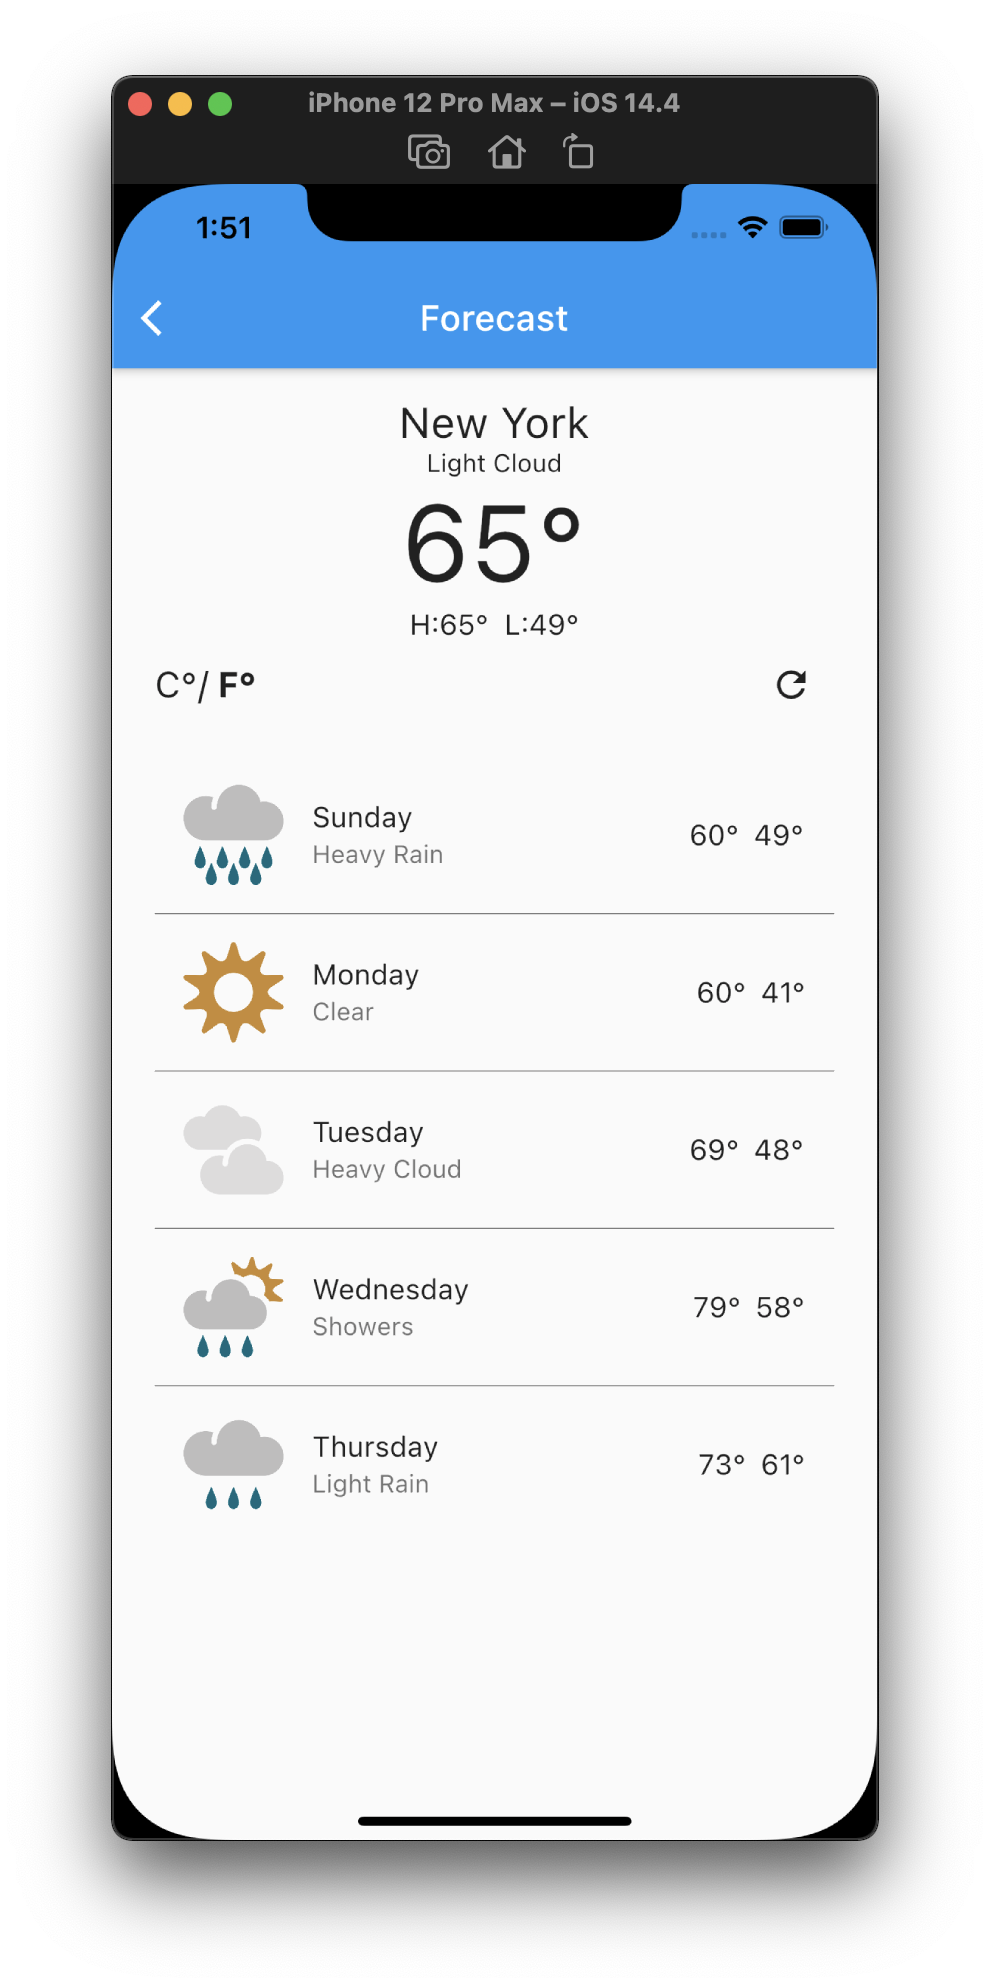 iPhone 12 Pro Max – iOS 14.4
1:51
Forecast
New York
Light Cloud
65°
H:65° L:49°
C°/ F°
Sunday
Heavy Rain
60° 49°
Monday
Clear
60° 41°
Tuesday
Heavy Cloud
69° 48°
Wednesday
Showers
79° 58°
Thursday
Light Rain
73° 61°